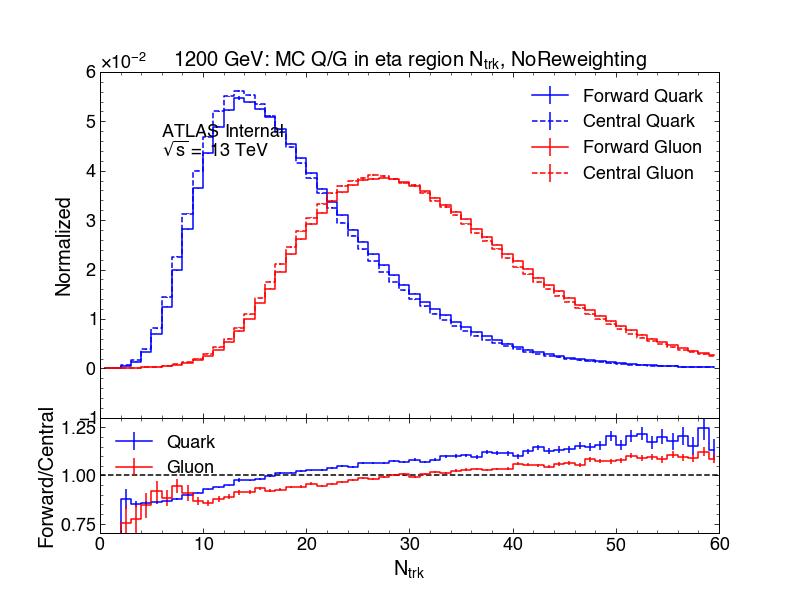 ×10−2
1200 GeV: MC Q/G in eta region Ntrk, NoReweighting
6
5
4
3
2
1
0
−1
Normalized
ATLAS Internal
√s = 13 TeV
Forward Quark
Central Quark
Forward Gluon
Central Gluon
1.25
1.00
0.75
Forward/Central
Quark
Gluon
0 10 20 30 40 50 60
Ntrk